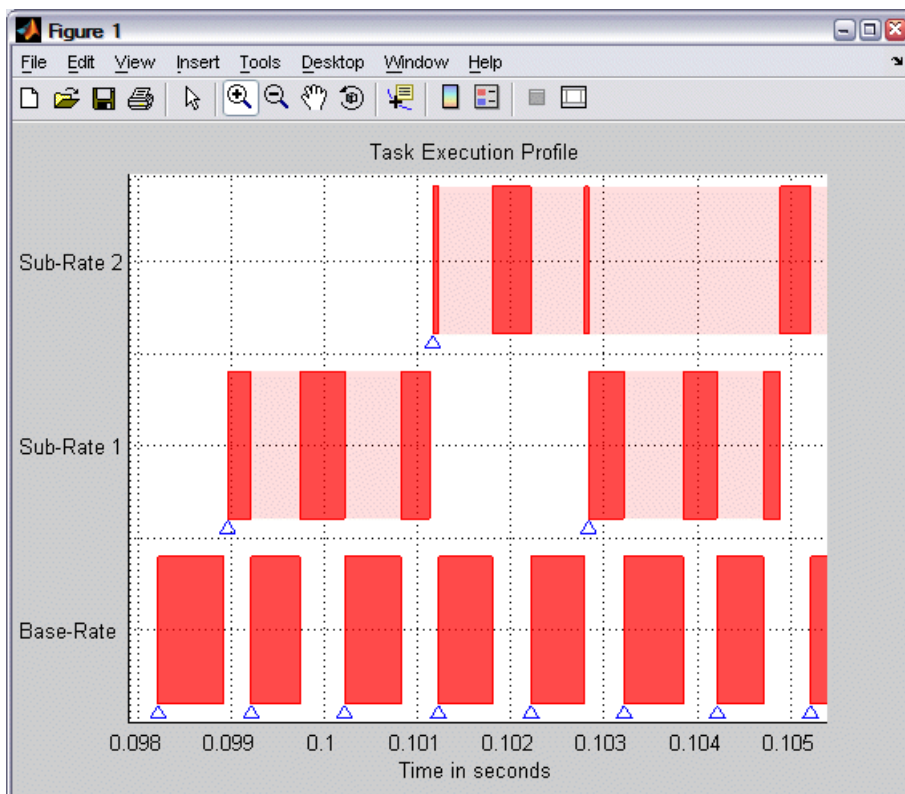 Figure 1
File Edit View Insert Tools Desktop Window Help
Task Execution Profile
Sub-Rate 2
Sub-Rate 1
Base-Rate
0.098 0.099 0.1 0.101 0.102 0.103 0.104 0.105
Time in seconds